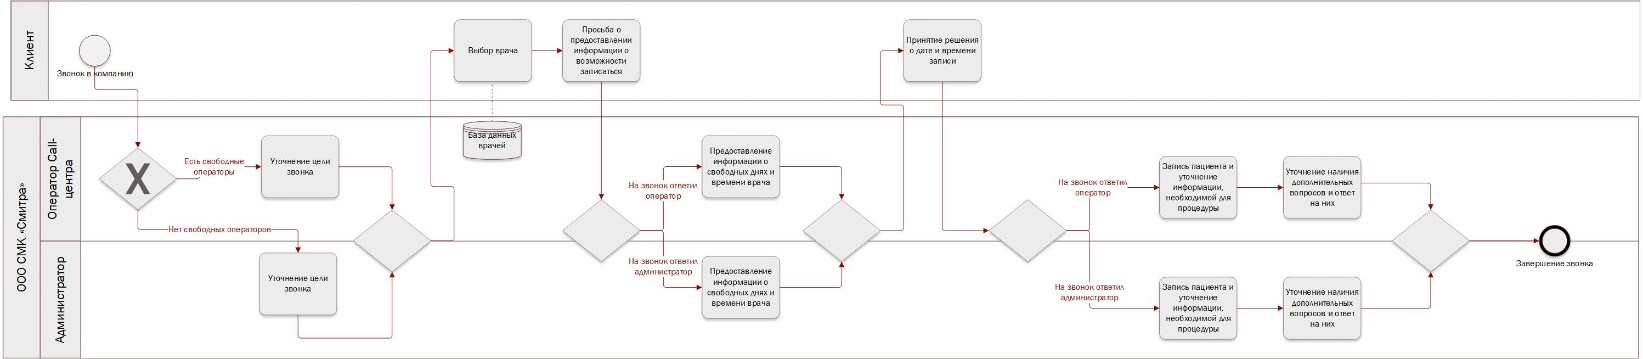 Клиент
Звонок в компанию
Выбор врача
Просьба о
предоставлении
информации о
возможности
записаться
Принятие решения
о дате и времени
записи
ООО СМК «Смитра»
Оператор Call-
центра
X
Есть свободные
операторы
Уточнение цели
звонка
Нет свободных операторов
База данных
врачей
На звонок ответил
оператор
Предоставление
информации о
свободных днях и
времени врача
На звонок ответил
оператор
Запись пациента и
уточнение
информации,
необходимой для
процедуры
Уточнение наличия
дополнительных
вопросов и ответ
на них
Завершение звонка
Администратор
Уточнение цели
звонка
На звонок ответил
администратор
Предоставление
информации о
свободных днях и
времени врача
На звонок ответил
администратор
Запись пациента и
уточнение
информации,
необходимой для
процедуры
Уточнение наличия
дополнительных
вопросов и ответ
на них